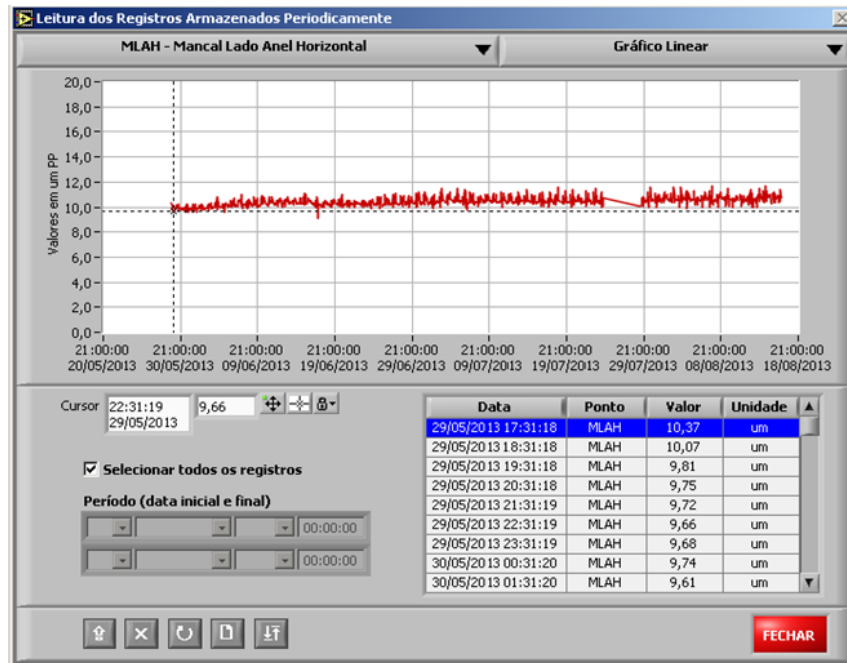 Leitura dos Registros Armazenados Periodicamente
MLAH - Mancal Lado Anel Horizontal Gráfico Linear
Valores em um PP
20,0
18,0
16,0
14,0
12,0
10,0
8,0
6,0
4,0
2,0
0,0
21:00:00 21:00:00 21:00:00 21:00:00 21:00:00 21:00:00 21:00:00 21:00:00 21:00:00 21:00:00
20/05/2013 30/05/2013 09/06/2013 19/06/2013 29/06/2013 09/07/2013 19/07/2013 29/07/2013 08/08/2013 18/08/2013
Cursor 22:31:19 9,66
29/05/2013
Selecionar todos os registros
Período (data inicial e final)
00:00:00
00:00:00
Data Ponto Valor Unidade
29/05/2013 17:31:18 MLAH 10,37 um
29/05/2013 18:31:18 MLAH 10,07 um
29/05/2013 19:31:18 MLAH 9,81 um
29/05/2013 20:31:18 MLAH 9,75 um
29/05/2013 21:31:19 MLAH 9,72 um
29/05/2013 22:31:19 MLAH 9,66 um
29/05/2013 23:31:19 MLAH 9,68 um
30/05/2013 00:31:20 MLAH 9,74 um
30/05/2013 01:31:20 MLAH 9,61 um
FECHAR